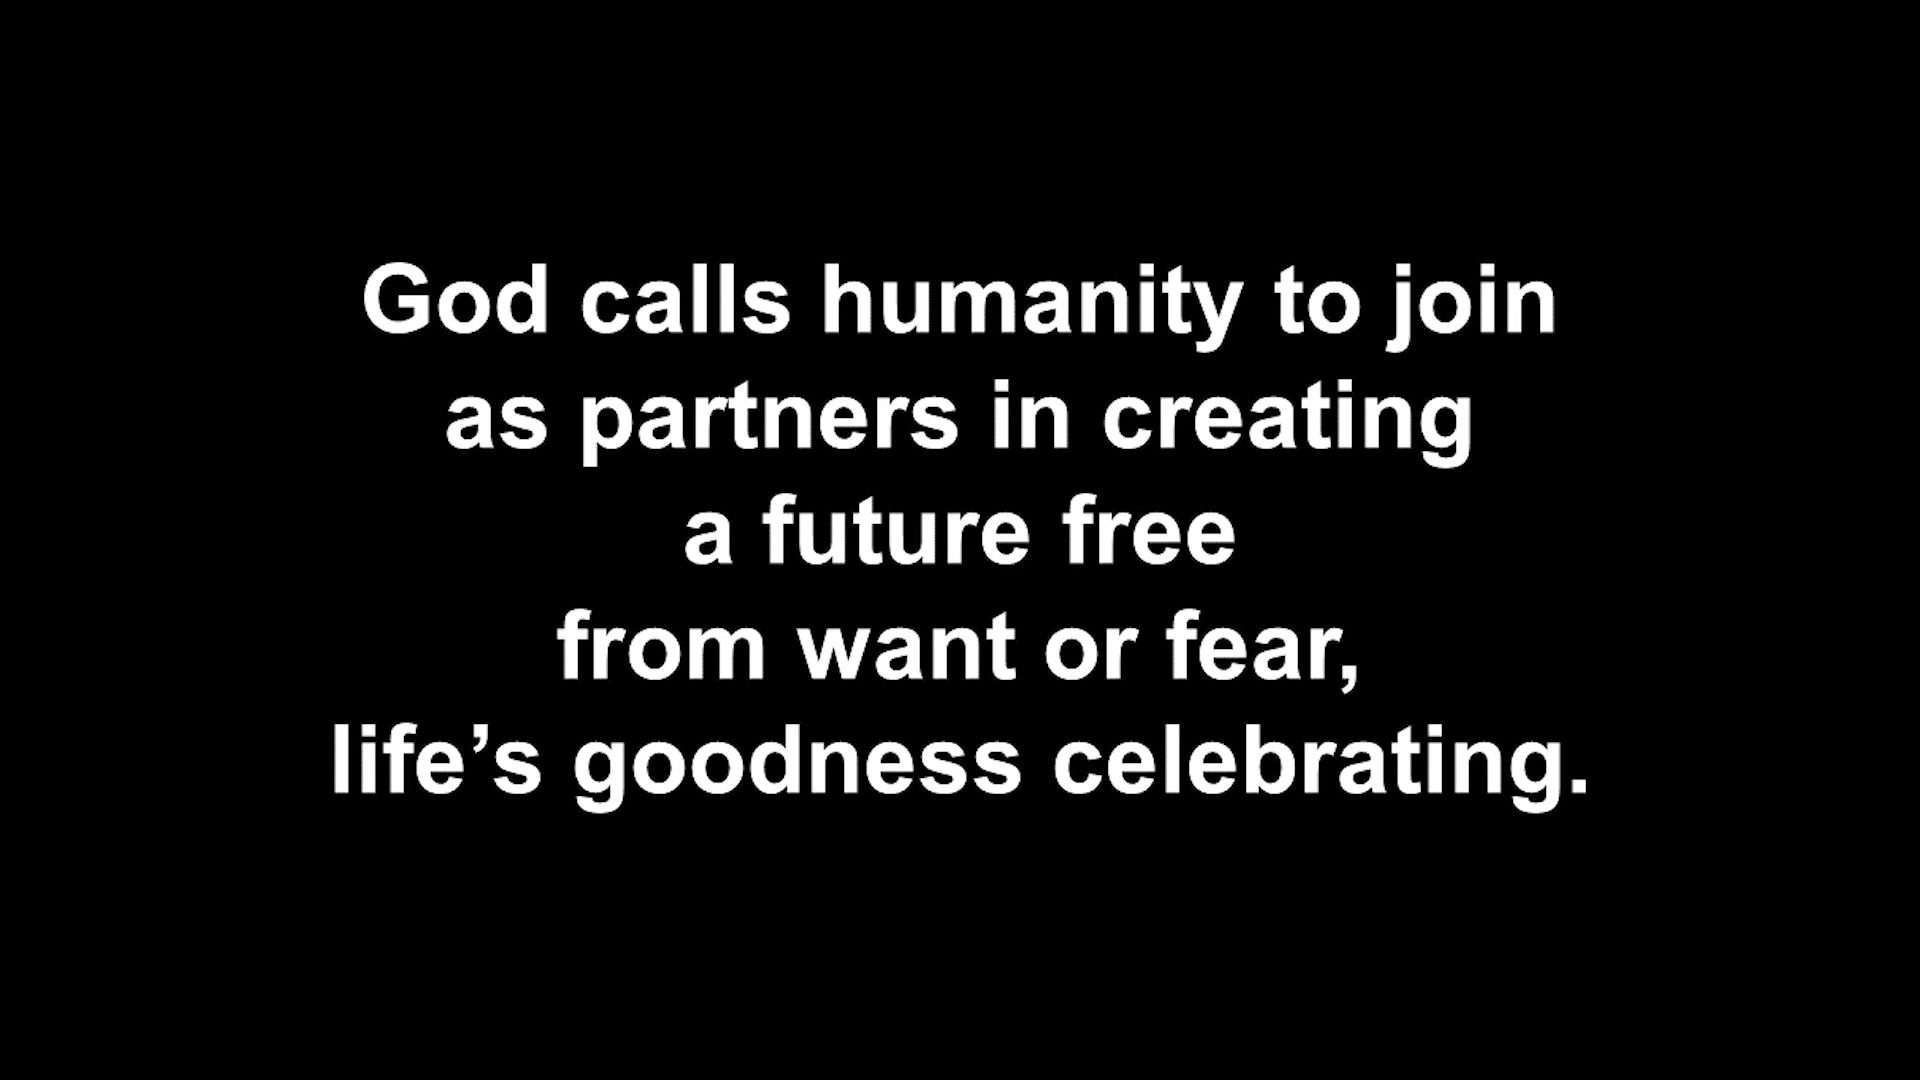 God calls humanity to join
as partners in creating
a future free
from want or fear,
life’s goodness celebrating.